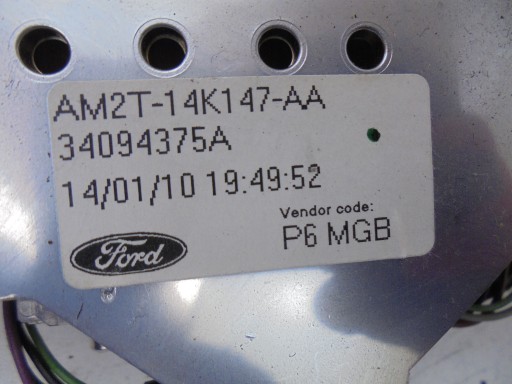 AM2T-14K147-AA
34094375A
14/01/10 19:49:52
Vendor code:
P6 MGB
Ford